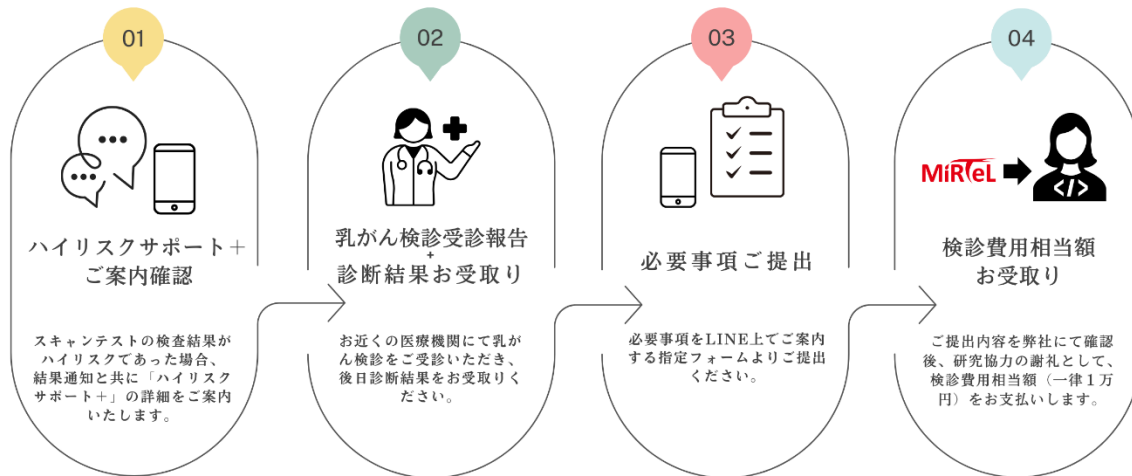 01
ハイリスクサポート＋
ご案内確認
スキャンテストの検査結果が
ハイリスクであった場合、
結果通知と共に「ハイリスク
サポート＋」の詳細をご案内
いたします。
02
乳がん検診受診報告
+
診断結果お受取り
お近くの医療機関にて乳が
ん検診をご受診いただき、
後日診断結果をお受取りく
ださい。
03
必要事項ご提出
必要事項をLINE上でご案内
する指定フォームよりご提出
ください。
04
MiRTeL
</>
検診費用相当額
お受取り
ご提出内容を弊社にて確認
後、研究協力の謝礼として、
検診費用相当額（一律１万
円）をお支払いします。